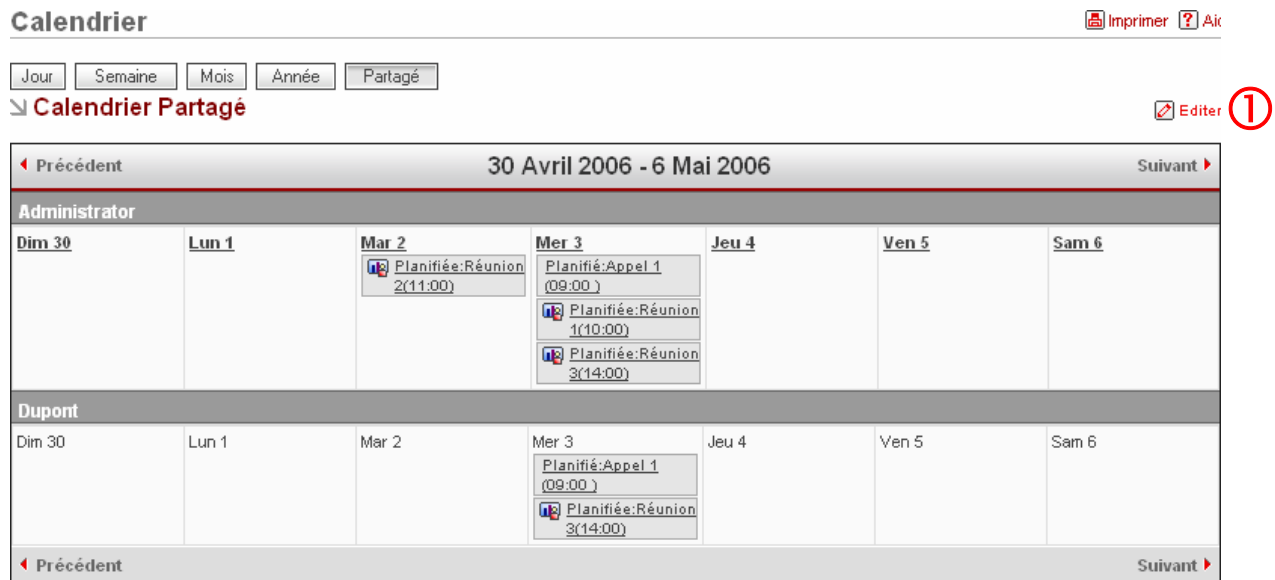 Calendrier
Imprimer ? Aid
Jour Semaine Mois Année Partagé
Calendrier Partagé
Editer ①
Précédent 30 Avril 2006 - 6 Mai 2006 Suivant
Administrator
Dim 30 Lun 1 Mar 2 Mer 3 Jeu 4 Ven 5 Sam 6
Planifiée:Réunion
2(11:00)
Planifié:Appel 1
(09:00 )
Planifiée:Réunion
1(10:00)
Planifiée:Réunion
3(14:00)
Dupont
Dim 30 Lun 1 Mar 2 Mer 3 Jeu 4 Ven 5 Sam 6
Planifié:Appel 1
(09:00 )
Planifiée:Réunion
3(14:00)
Précédent Suivant